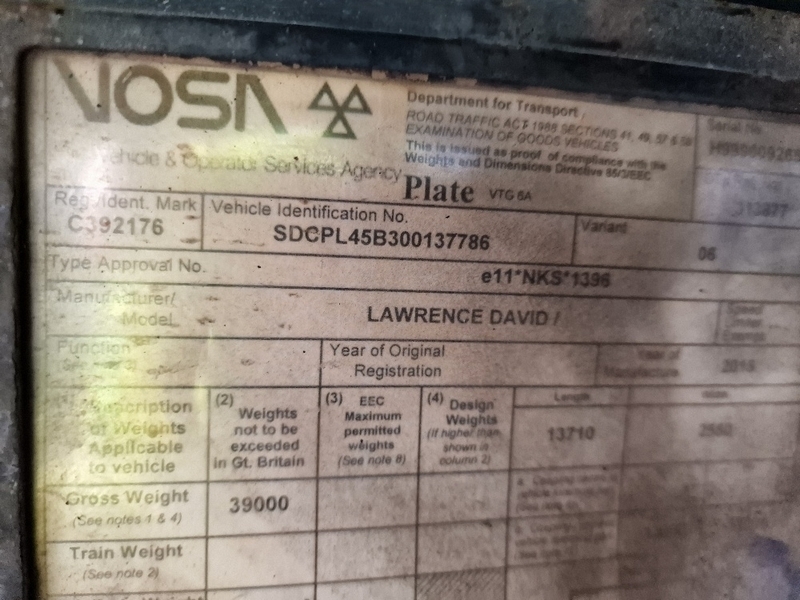 VOSA
Vehicle & Operator Services Agency
Department for Transport
ROAD TRAFFIC ACT 1988 SECTIONS 41, 49, 57 & 58
EXAMINATION OF GOODS VEHICLES
This is issued as proof of compliance with the
Weights and Dimensions Directive 85/3/EEC
Plate VTG 6A
Serial No.
Reg./Ident. Mark
C392176
Vehicle Identification No.
SDCPL45B300137786
Variant
06
Type Approval No.
e11*NKS*1396
Manufacturer/
Model
LAWRENCE DAVID /
Function
Year of Original
Registration
Year of
Manufacture
Description
of Weights
Applicable
to vehicle
(2)
Weights
not to be
exceeded
in Gt. Britain
(3) EEC
Maximum
permitted
weights
(See note 8)
(4) Design
Weights
(if higher than
shown in
column 2)
Length
13710
Gross Weight
(See notes 1 & 4)
39000
Train Weight
(See note 2)